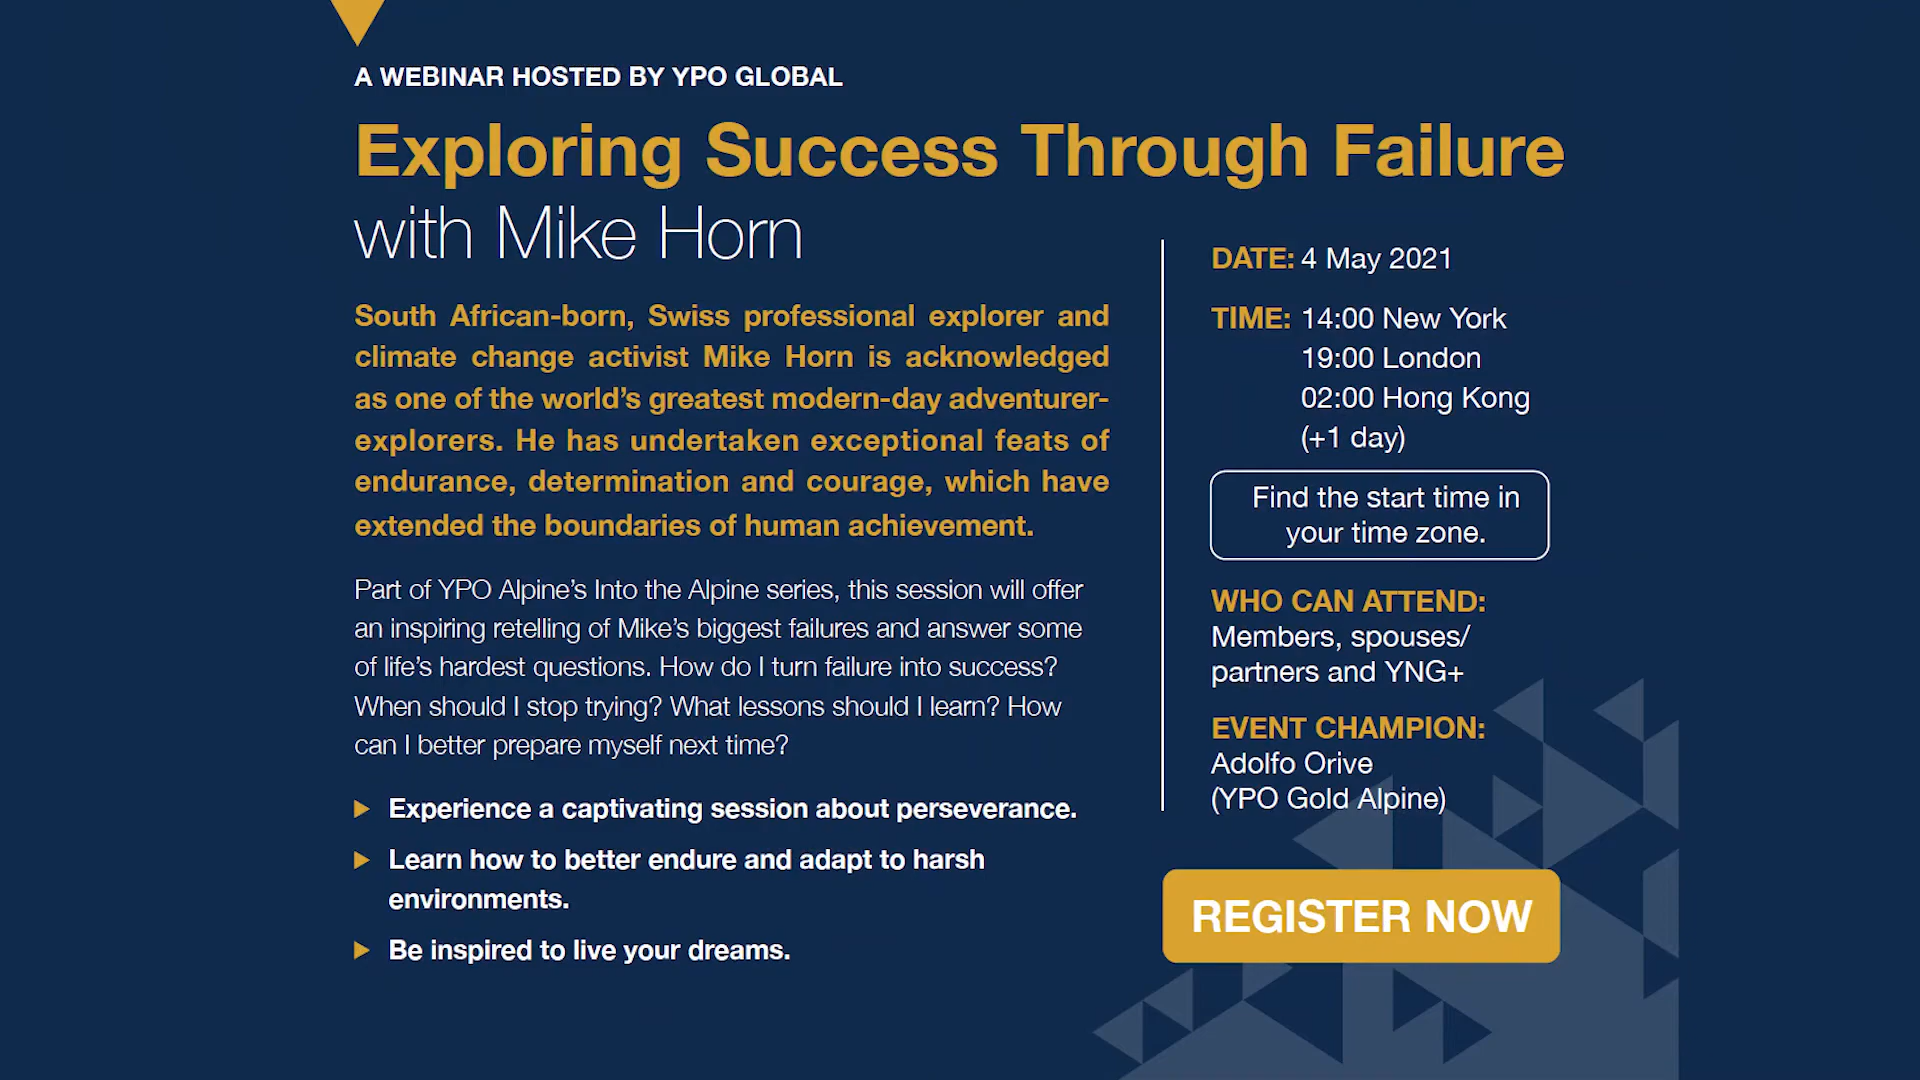 A WEBINAR HOSTED BY YPO GLOBAL
Exploring Success Through Failure
with Mike Horn
South African-born, Swiss professional explorer and
climate change activist Mike Horn is acknowledged
as one of the world's greatest modern-day adventurer-
explorers. He has undertaken exceptional feats of
endurance, determination and courage, which have
extended the boundaries of human achievement.
Part of YPO Alpine's Into the Alpine series, this session will offer
an inspiring retelling of Mike's biggest failures and answer some
of life's hardest questions. How do I turn failure into success?
When should I stop trying? What lessons should I learn? How
can I better prepare myself next time?
Experience a captivating session about perseverance.
Learn how to better endure and adapt to harsh
environments.
Be inspired to live your dreams.
DATE: 4 May 2021
TIME: 14:00 New York
19:00 London
02:00 Hong Kong
(+1 day)
Find the start time in
your time zone.
WHO CAN ATTEND:
Members, spouses/
partners and YNG+
EVENT CHAMPION:
Adolfo Orive
(YPO Gold Alpine)
REGISTER NOW